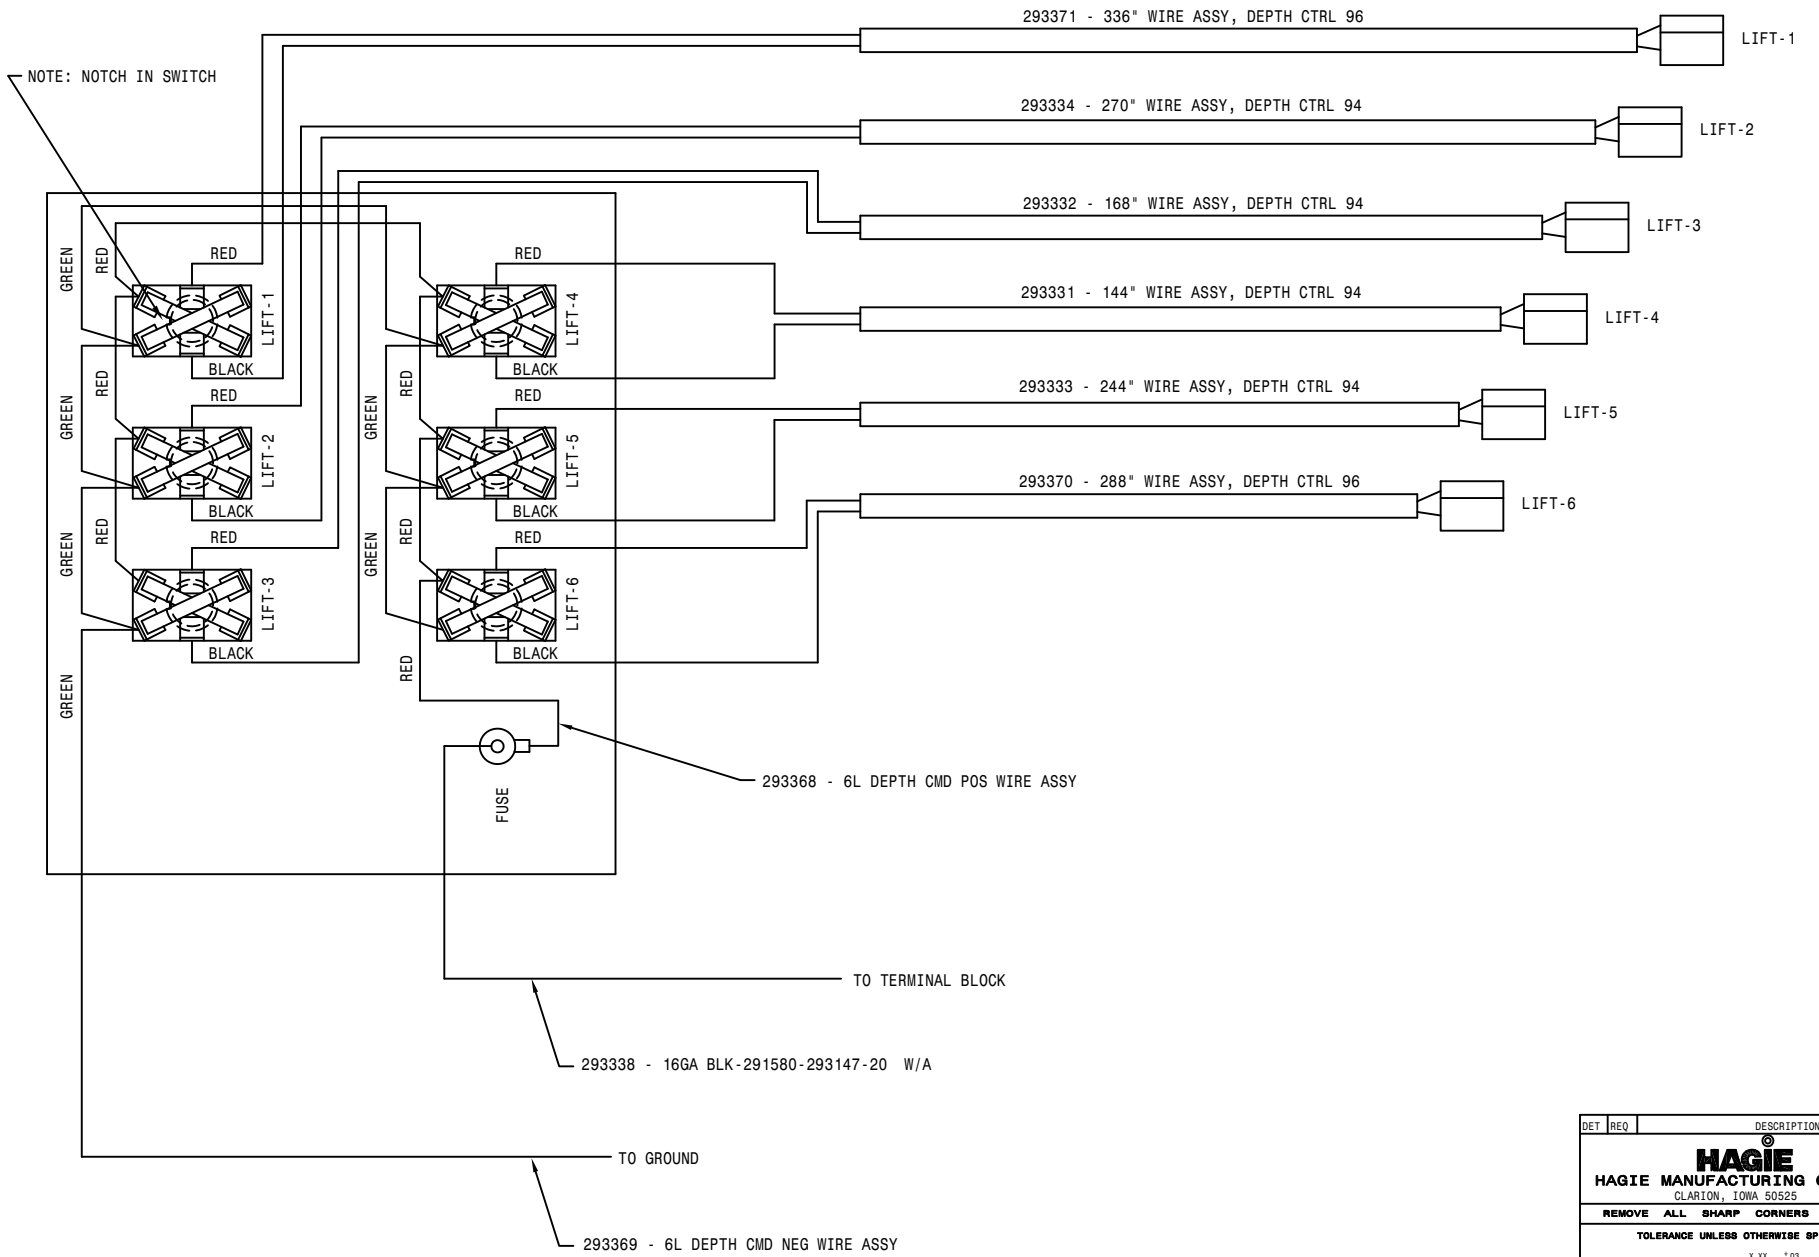 293371 - 336" WIRE ASSY, DEPTH CTRL 96
LIFT-1
NOTE: NOTCH IN SWITCH
293334 - 270" WIRE ASSY, DEPTH CTRL 94
LIFT-2
293332 - 168" WIRE ASSY, DEPTH CTRL 94
LIFT-3
GREEN
RED
RED
RED
293331 - 144" WIRE ASSY, DEPTH CTRL 94
LIFT-1
LIFT-4
LIFT-4
BLACK
BLACK
RED
RED
293333 - 244" WIRE ASSY, DEPTH CTRL 94
RED
RED
GREEN
GREEN
LIFT-5
LIFT-2
LIFT-5
293370 - 288" WIRE ASSY, DEPTH CTRL 96
LIFT-6
BLACK
BLACK
RED
RED
RED
RED
GREEN
GREEN
LIFT-3
LIFT-6
BLACK
BLACK
RED
GREEN
293368 - 6L DEPTH CMD POS WIRE ASSY
FUSE
TO TERMINAL BLOCK
293338 - 16GA BLK-291580-293147-20 W/A
TO GROUND
293369 - 6L DEPTH CMD NEG WIRE ASSY
DET REQ DESCRIPTION
HAGIE
HAGIE MANUFACTURING
CLARION, IOWA 50525
REMOVE ALL SHARP CORNERS
TOLERANCE UNLESS OTHERWISE SP